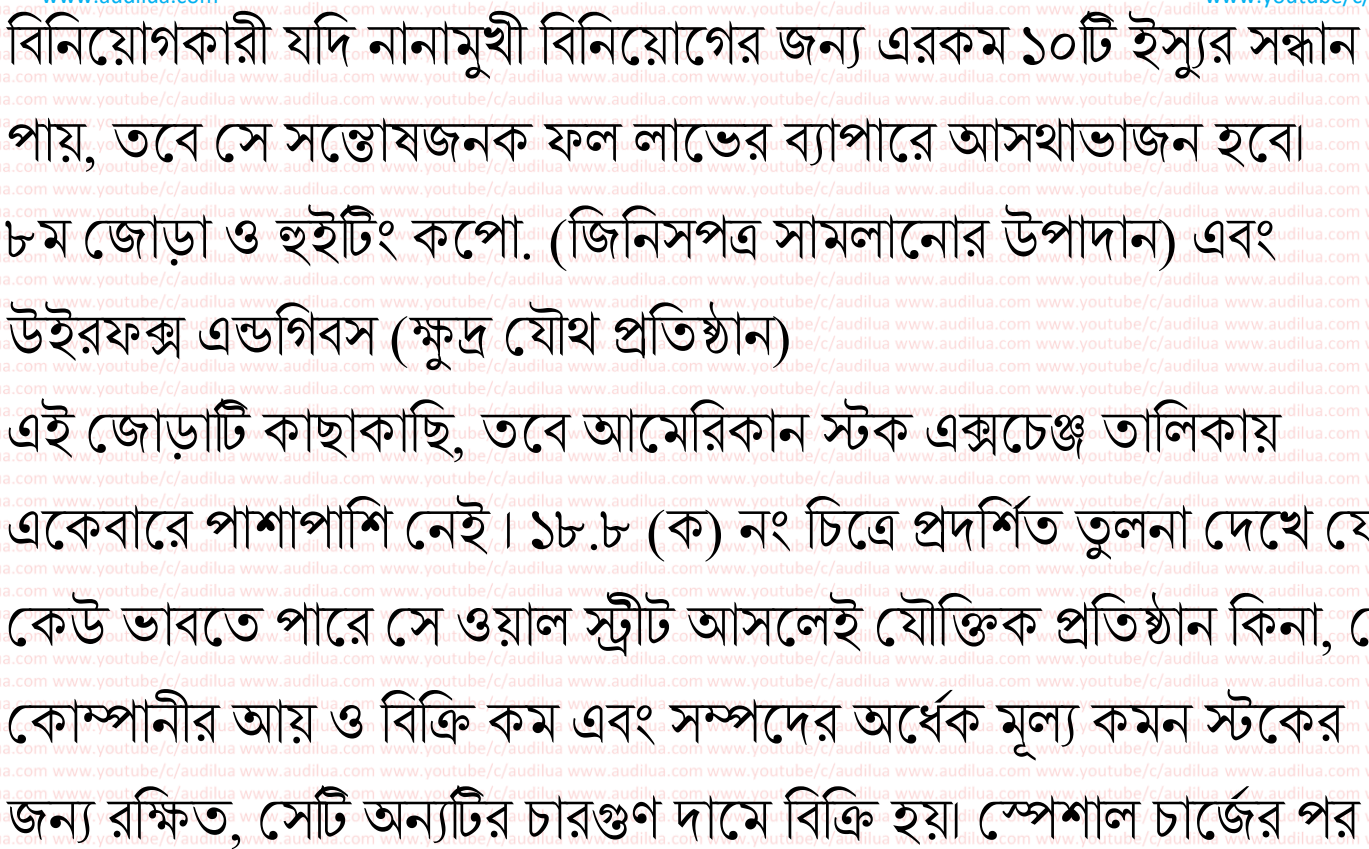 বিনিয়োগকারী যদি নানামুখী বিনিয়োগের জন্য এরকম ১০টি ইস্যুর সন্ধান
পায়, তবে সে সন্তোষজনক ফল লাভের ব্যাপারে আসথাভাজন হবে।
৮ম জোড়া ও হুইটিং কপো. (জিনিসপত্র সামলানোর উপাদান) এবং
উইরফক্স এন্ডগিবস (ক্ষুদ্র যৌথ প্রতিষ্ঠান)
এই জোড়াটি কাছাকাছি, তবে আমেরিকান স্টক এক্সচেঞ্জ তালিকায়
একেবারে পাশাপাশি নেই। ১৮.৮ (ক) নং চিত্রে প্রদর্শিত তুলনা দেখে যে
কেউ ভাবতে পারে সে ওয়াল স্ট্রীট আসলেই যৌক্তিক প্রতিষ্ঠান কিনা,
কোম্পানীর আয় ও বিক্রি কম এবং সম্পদের অর্ধেক মূল্য কমন স্টকের
জন্য রক্ষিত, সেটি অন্যটির চারগুণ দামে বিক্রি হয়। স্পেশাল চার্জের পর